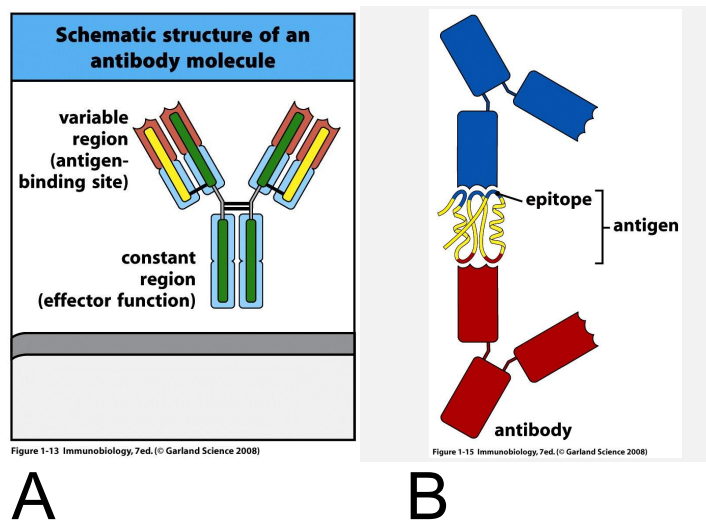 Schematic structure of an
antibody molecule
variable
region
(antigen-
binding site)
constant
region
(effector function)
Figure 1-13 Immunobiology, 7ed. (© Garland Science 2008)
A
epitope
antigen
antibody
Figure 1-15 Immunobiology, 7ed. (© Garland Science 2008)
B